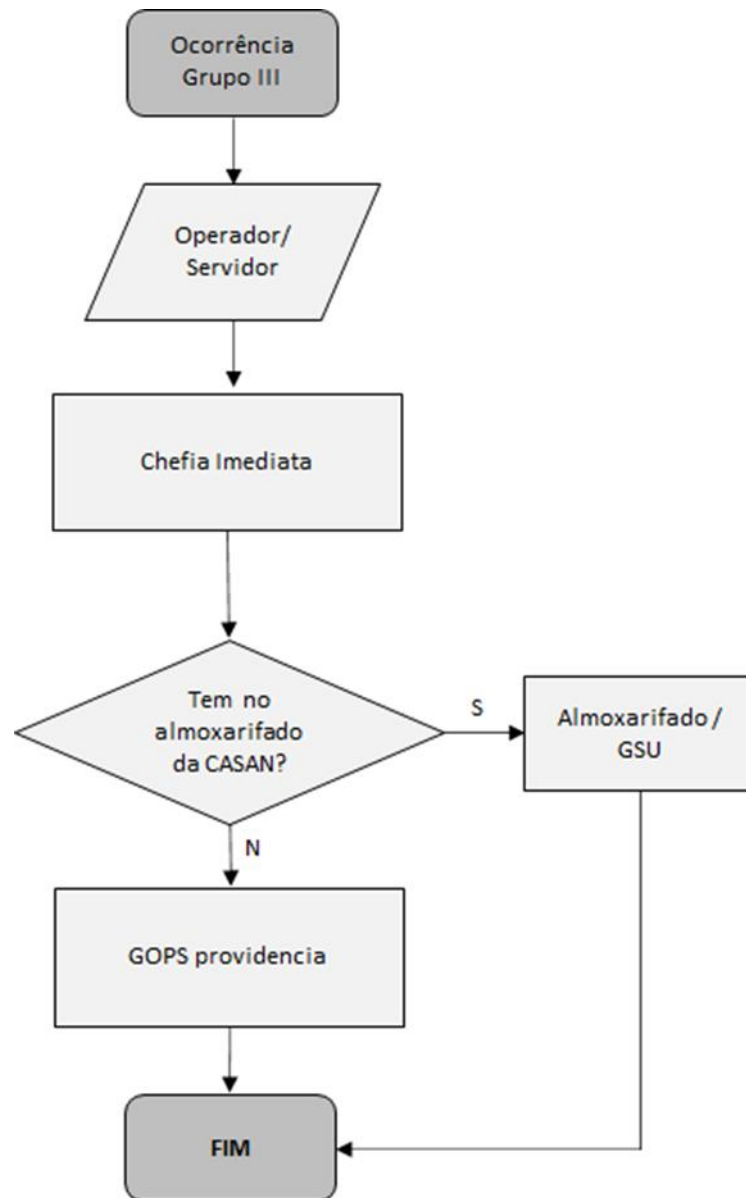 Ocorrência
Grupo III
Operador/
Servidor
Chefia Imediata
Tem no
almoxarifado
da CASAN?
S
Almoxarifado /
GSU
N
GOPS providencia
FIM